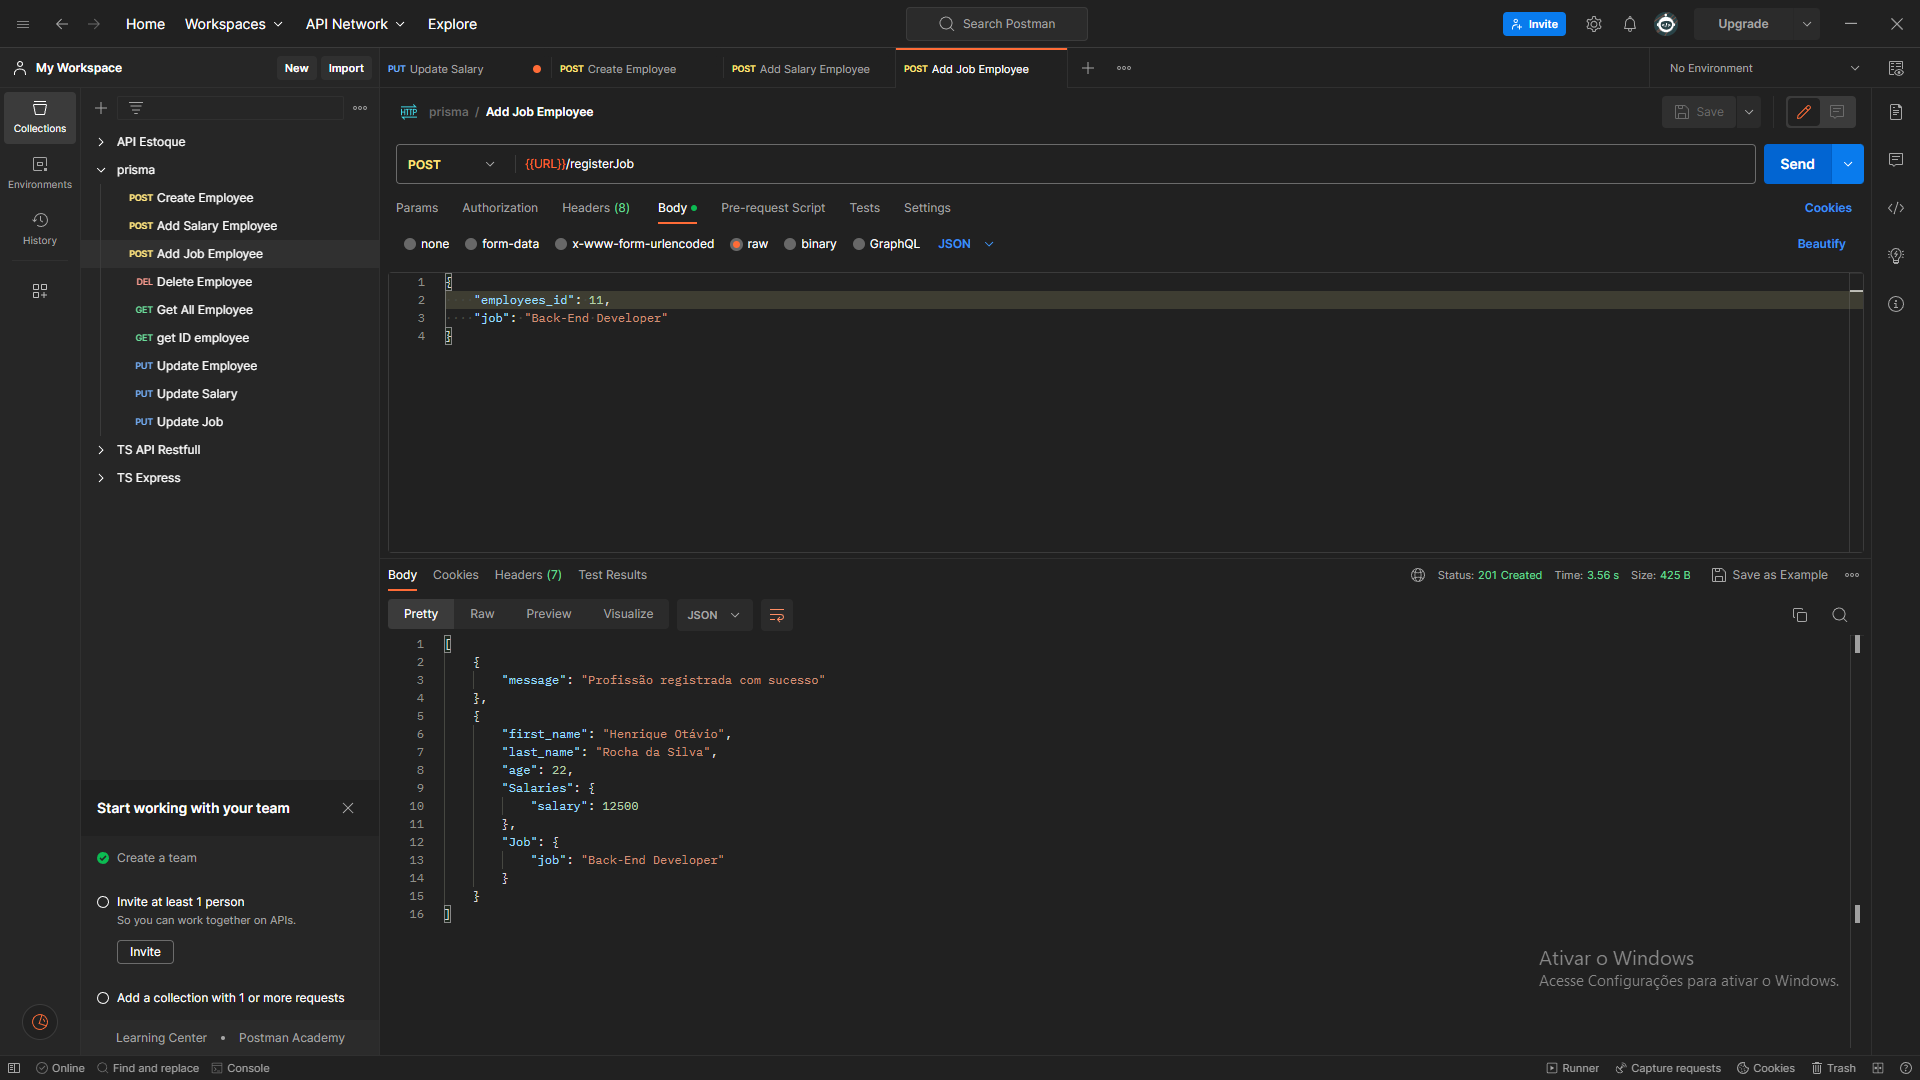 Home Workspaces API Network Explore Search Postman Invite Upgrade
My Workspace New Import PUT Update Salary POST Create Employee POST Add Salary Employee POST Add Job Employee No Environment
Collections
Environments
History
API Estoque
prisma
POST Create Employee
POST Add Salary Employee
POST Add Job Employee
DEL Delete Employee
GET Get All Employee
GET get ID employee
PUT Update Employee
PUT Update Salary
PUT Update Job
TS API Restfull
TS Express
Start working with your team
Create a team
Invite at least 1 person
So you can work together on APIs.
Invite
Add a collection with 1 or more requests
Learning Center • Postman Academy
HTTP prisma / Add Job Employee Save
POST {{URL}}/registerJob Send
Params Authorization Headers (8) Body Pre-request Script Tests Settings Cookies
none form-data x-www-form-urlencoded raw binary GraphQL JSON Beautify
1 {
2 "employees_id": 11,
3 "job": "Back-End Developer"
4 }
Body Cookies Headers (7) Test Results Status: 201 Created Time: 3.56 s Size: 425 B Save as Example
Pretty Raw Preview Visualize JSON
1 [
2 {
3 "message": "Profissão registrada com sucesso"
4 },
5 {
6 "first_name": "Henrique Otávio",
7 "last_name": "Rocha da Silva",
8 "age": 22,
9 "Salaries": {
10 "salary": 12500
11 },
12 "Job": {
13 "job": "Back-End Developer"
14 }
15 }
16 ]
Ativar o Windows
Acesse Configurações para ativar o Windows.
Online Find and replace Console Runner Capture requests Cookies Trash